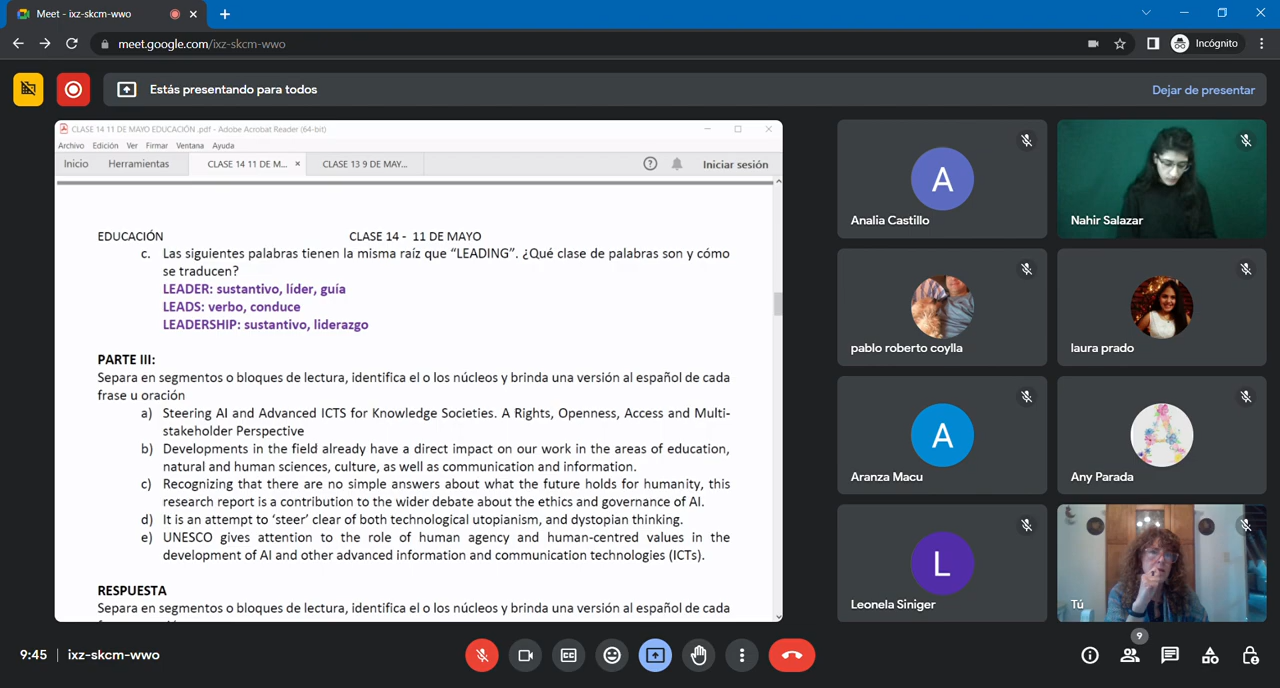 Meet - ixz-skcm-wwo
meet.google.com/ixz-skcm-wwo
Incógnito
Estás presentando para todos
Dejar de presentar
CLASE 14 11 DE MAYO EDUCACIÓN .pdf - Adobe Acrobat Reader (64-bit)
Archivo Edición Ver Firmar Ventana Ayuda
Inicio Herramientas CLASE 14 11 DE M... × CLASE 13 9 DE MAY... Iniciar sesión
EDUCACIÓN CLASE 14 - 11 DE MAYO
c. Las siguientes palabras tienen la misma raíz que “LEADING”. ¿Qué clase de palabras son y cómo
se traducen?
LEADER: sustantivo, líder, guía
LEADS: verbo, conduce
LEADERSHIP: sustantivo, liderazgo
PARTE III:
Separa en segmentos o bloques de lectura, identifica el o los núcleos y brinda una versión al español de cada
frase u oración
a) Steering AI and Advanced ICTS for Knowledge Societies. A Rights, Openness, Access and Multi-
stakeholder Perspective
b) Developments in the field already have a direct impact on our work in the areas of education,
natural and human sciences, culture, as well as communication and information.
c) Recognizing that there are no simple answers about what the future holds for humanity, this
research report is a contribution to the wider debate about the ethics and governance of AI.
d) It is an attempt to ‘steer’ clear of both technological utopianism, and dystopian thinking.
e) UNESCO gives attention to the role of human agency and human-centred values in the
development of AI and other advanced information and communication technologies (ICTs).
RESPUESTA
Separa en segmentos o bloques de lectura, identifica el o los núcleos y brinda una versión al español de cada
A
Analia Castillo
Nahir Salazar
pablo roberto coylla
laura prado
A
Aranza Macu
Any Parada
L
Leonela Siniger
Tú
9:45 | ixz-skcm-wwo
9